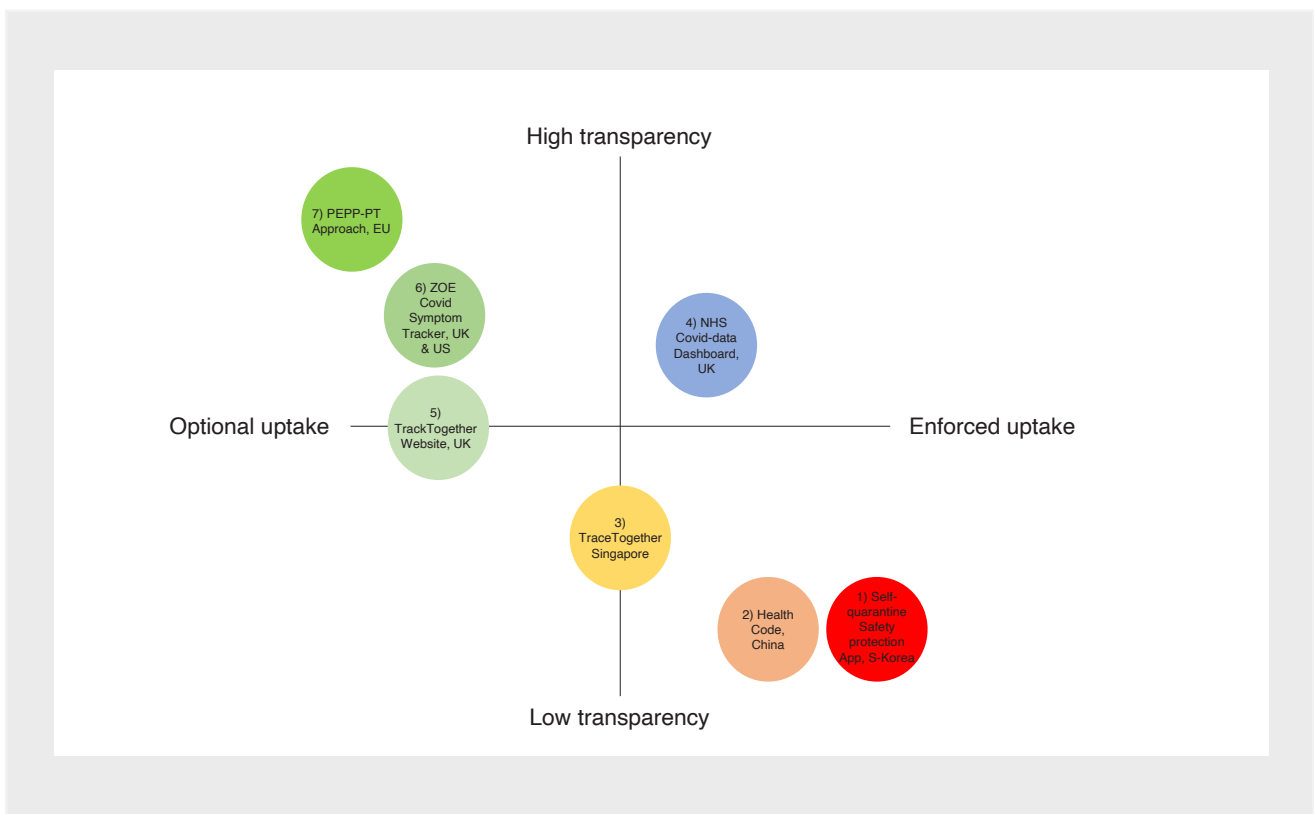 High transparency
7) PEPP-PT
Approach, EU
6) ZOE
Covid
Symptom
Tracker, UK
& US
4) NHS
Covid-data
Dashboard,
UK
Optional uptake
5)
TrackTogether
Website, UK
Enforced uptake
3)
TraceTogether
Singapore
2) Health
Code,
China
1) Self-
quarantine
Safety
protection
App, S-Korea
Low transparency